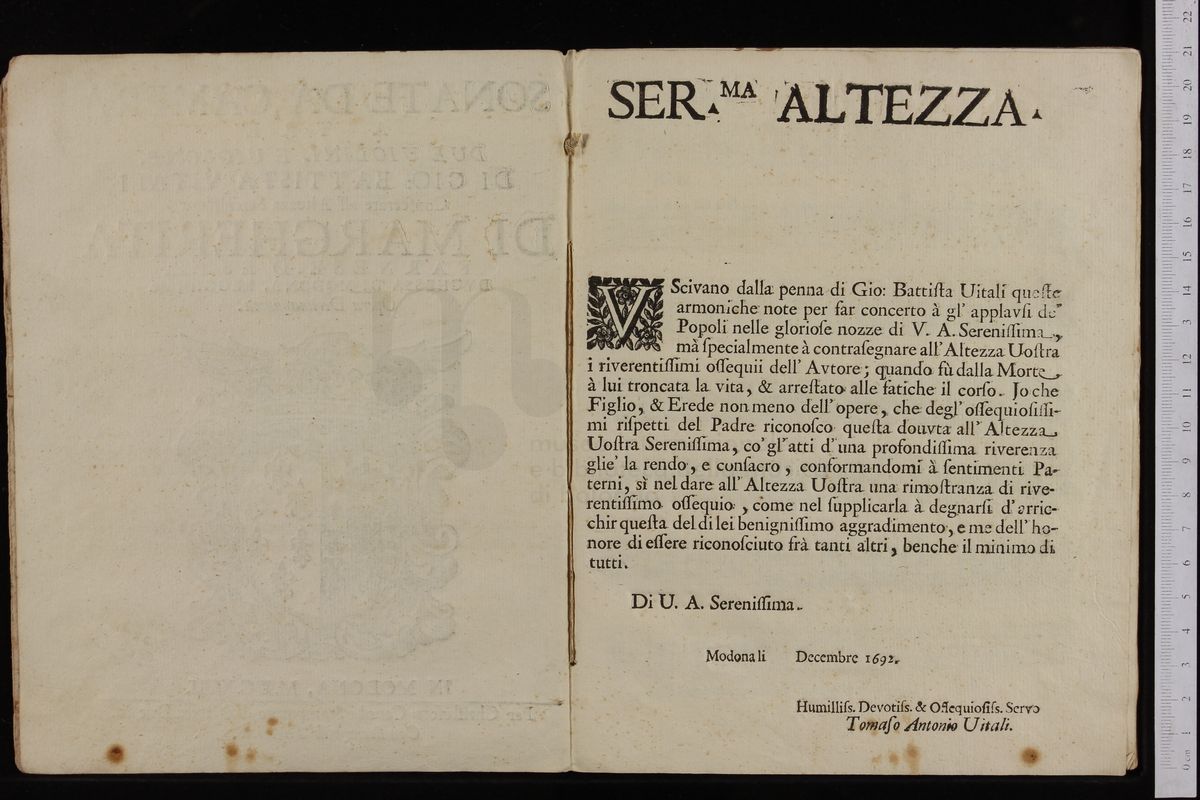 SER.MA ALTEZZA.
VScivano dalla penna di Gio: Battiſta Uitali queſte
armoniche note per far concerto à gl' applavſi de'
Popoli nelle glorioſe nozze di V. A. Sereniſſima,
mà ſpecialmente à contraſegnare all' Altezza Uoſtra
i riverentiſſimi oſſequii dell' Avtore; quando fù dalla Morte
à lui troncata la vita, & arreſtato alle fatiche il corſo. Jo che
Figlio, & Erede non meno dell' opere, che degl' oſſequioſiſſi-
mi riſpetti del Padre riconoſco queſta douvta all' Altezza
Uoſtra Sereniſſima, co' gl' atti d' una profondiſſima riverenza
glie' la rendo, e conſacro, conformandomi à ſentimenti Pa-
terni, sì nel dare all' Altezza Uoſtra una rimoſtranza di rive-
rentiſſimo oſſequio, come nel ſupplicarla à degnarſi d' arric-
chir queſta del di lei benigniſſimo aggradimento, e me dell' ho-
nore di eſſere riconoſciuto frà tanti altri, benche il minimo di
tutti.
Di U. A. Sereniſſima.
Modona li Decembre 1692.
Humiliſs. Devotiſs. & Oſſequioſiſs. Servo
Tomaſo Antonio Uitali.